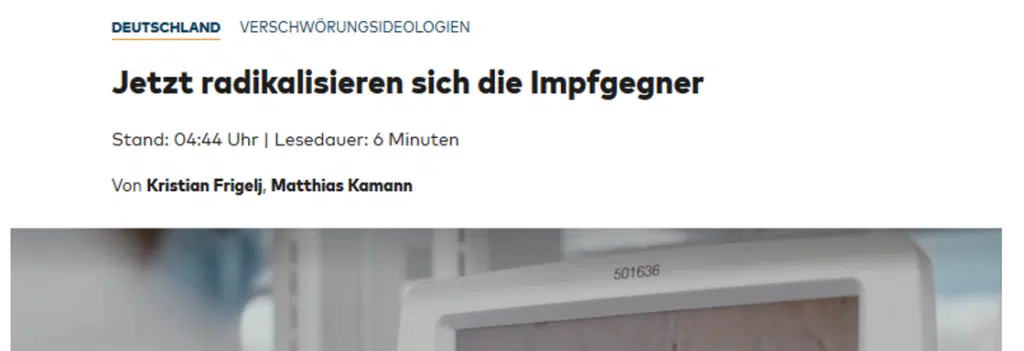 DEUTSCHLAND VERSCHWÖRUNGSIDEOLOGIEN
Jetzt radikalisieren sich die Impfgegner
Stand: 04:44 Uhr | Lesedauer: 6 Minuten
Von Kristian Frigelj, Matthias Kamann
501636